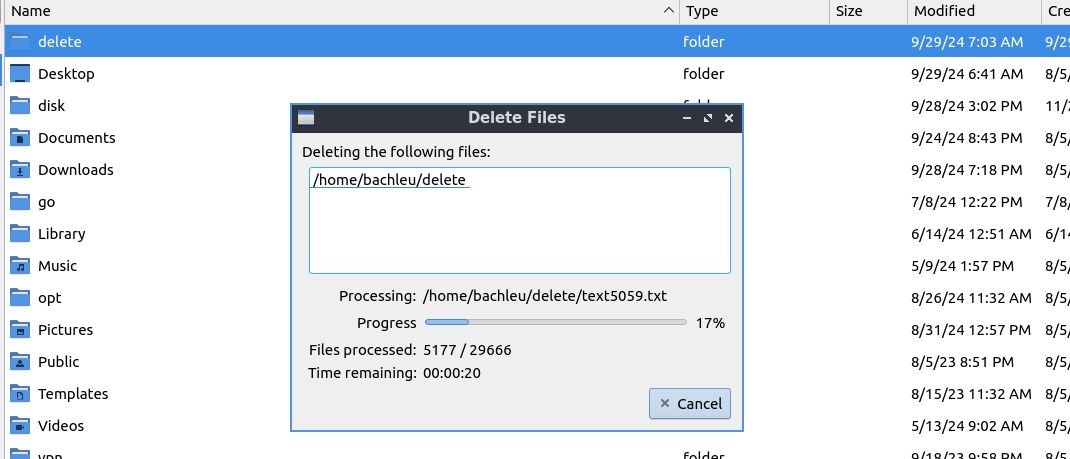 Name Type Size Modified Cre
delete folder 9/29/24 7:03 AM 9/29
Desktop folder 9/29/24 6:41 AM 8/5/
disk 9/28/24 3:02 PM 11/2
Delete Files
Documents 9/24/24 8:43 PM 8/5/
Deleting the following files:
Downloads 9/28/24 7:18 PM 8/5/
/home/bachleu/delete
go 7/8/24 12:22 PM 7/8/
Library 6/14/24 12:51 AM 6/14
Music 5/9/24 1:57 PM 8/5/
opt 8/26/24 11:32 AM 8/5/
Processing: /home/bachleu/delete/text5059.txt
Pictures 8/31/24 12:57 PM 8/5/
Progress 17%
Files processed: 5177 / 29666
Public 8/5/23 8:51 PM 8/5/
Time remaining: 00:00:20
Templates 8/15/23 11:32 AM 8/5/
Cancel
Videos 5/13/24 9:02 AM 8/5/
vpn folder 9/18/23 9:58 PM 8/5/